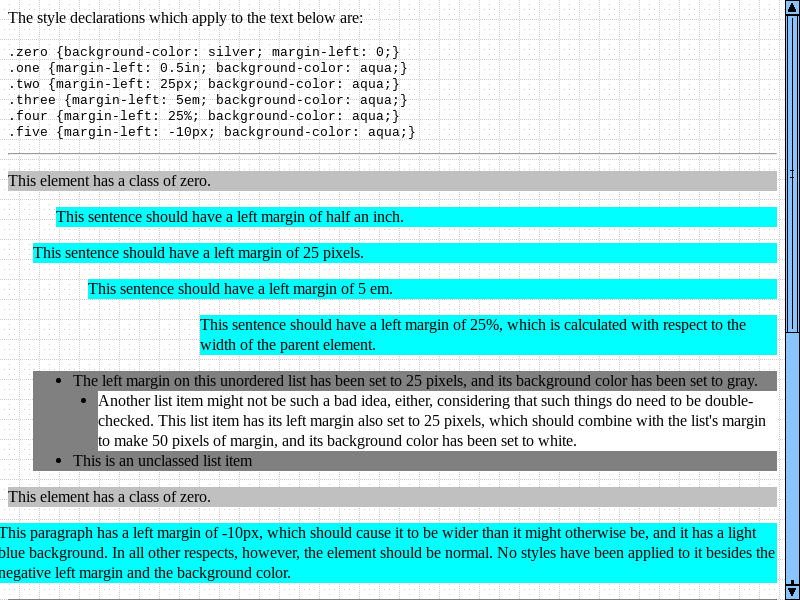 The style declarations which apply to the text below are:
.zero {background-color: silver; margin-left: 0;}
.one {margin-left: 0.5in; background-color: aqua;}
.two {margin-left: 25px; background-color: aqua;}
.three {margin-left: 5em; background-color: aqua;}
.four {margin-left: 25%; background-color: aqua;}
.five {margin-left: -10px; background-color: aqua;}
This element has a class of zero.
This sentence should have a left margin of half an inch.
This sentence should have a left margin of 25 pixels.
This sentence should have a left margin of 5 em.
This sentence should have a left margin of 25%, which is calculated with respect to the
width of the parent element.
• The left margin on this unordered list has been set to 25 pixels, and its background color has been set to gray.
• Another list item might not be such a bad idea, either, considering that such things do need to be double-
checked. This list item has its left margin also set to 25 pixels, which should combine with the list's margin
to make 50 pixels of margin, and its background color has been set to white.
• This is an unclassed list item
This element has a class of zero.
This paragraph has a left margin of -10px, which should cause it to be wider than it might otherwise be, and it has a light
blue background. In all other respects, however, the element should be normal. No styles have been applied to it besides the
negative left margin and the background color.